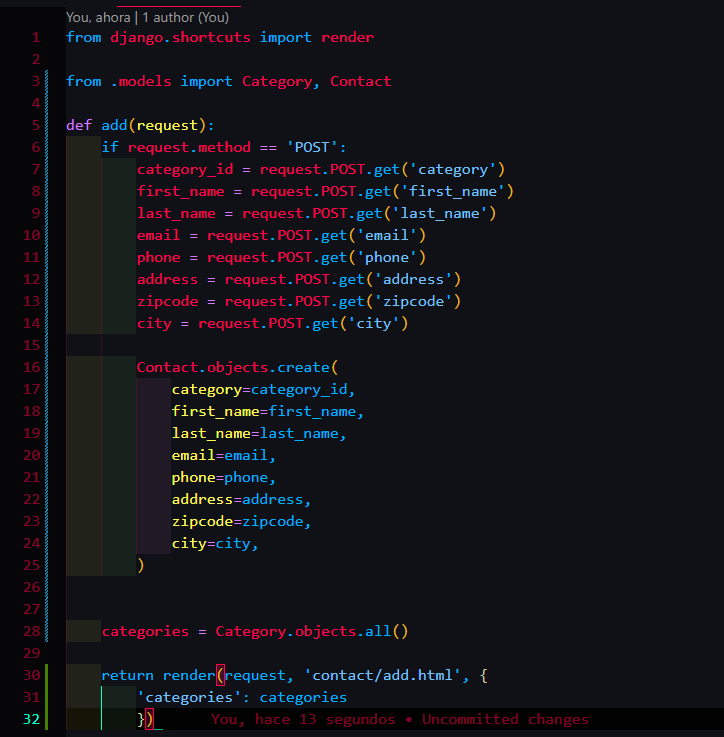 You, ahora | 1 author (You)
1 from django.shortcuts import render
2
3 from .models import Category, Contact
4
5 def add(request):
6     if request.method == 'POST':
7         category_id = request.POST.get('category')
8         first_name = request.POST.get('first_name')
9         last_name = request.POST.get('last_name')
10         email = request.POST.get('email')
11         phone = request.POST.get('phone')
12         address = request.POST.get('address')
13         zipcode = request.POST.get('zipcode')
14         city = request.POST.get('city')
15
16         Contact.objects.create(
17             category=category_id,
18             first_name=first_name,
19             last_name=last_name,
20             email=email,
21             phone=phone,
22             address=address,
23             zipcode=zipcode,
24             city=city,
25         )
26
27
28     categories = Category.objects.all()
29
30     return render(request, 'contact/add.html', {
31         'categories': categories
32         }) You, hace 13 segundos • Uncommitted changes